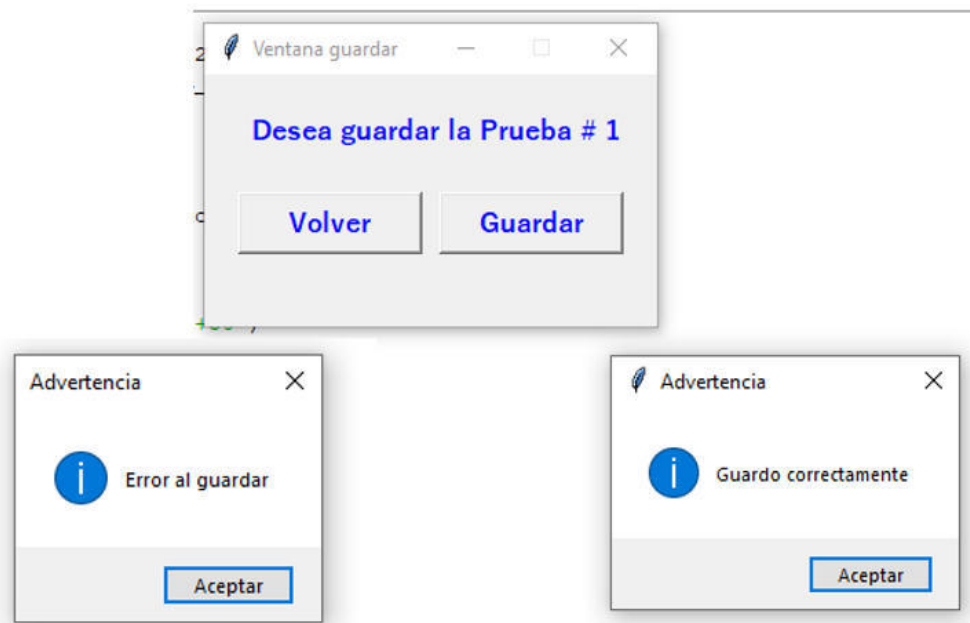 Ventana guardar
Desea guardar la Prueba # 1
Volver Guardar
Advertencia
Error al guardar
Aceptar
Advertencia
Guardo correctamente
Aceptar